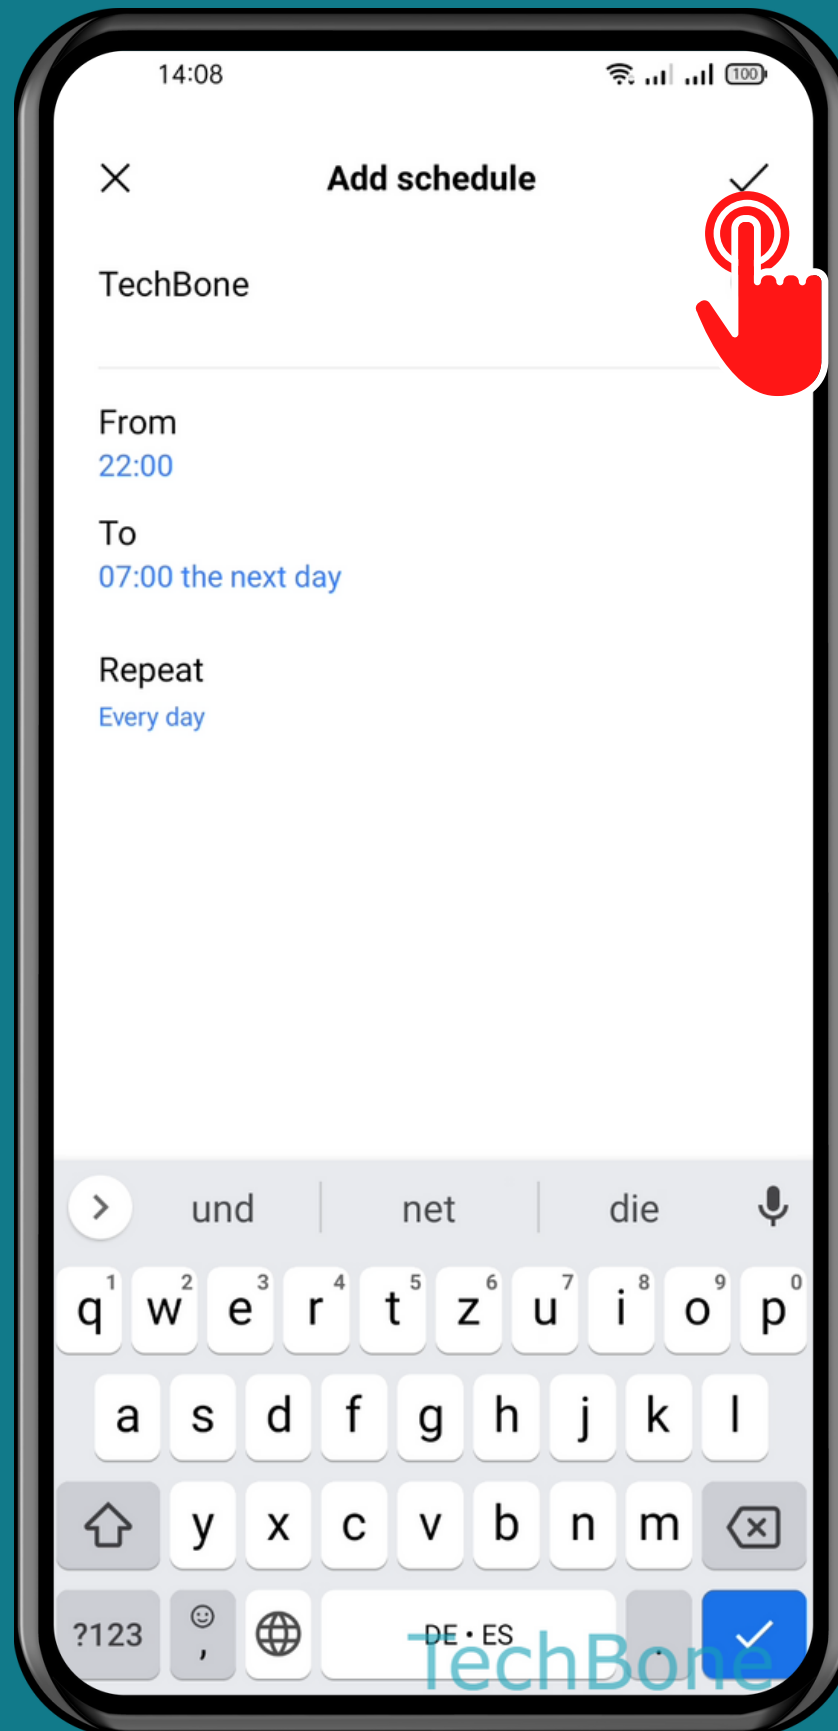 14:08 100
Add schedule
TechBone
From
22:00
To
07:00 the next day
Repeat
Every day
und net die
q1 w2 e3 r4 t5 z6 u7 i8 o9 p0
a s d f g h j k l
y x c v b n m
?123 , DE • ES .
TechBone